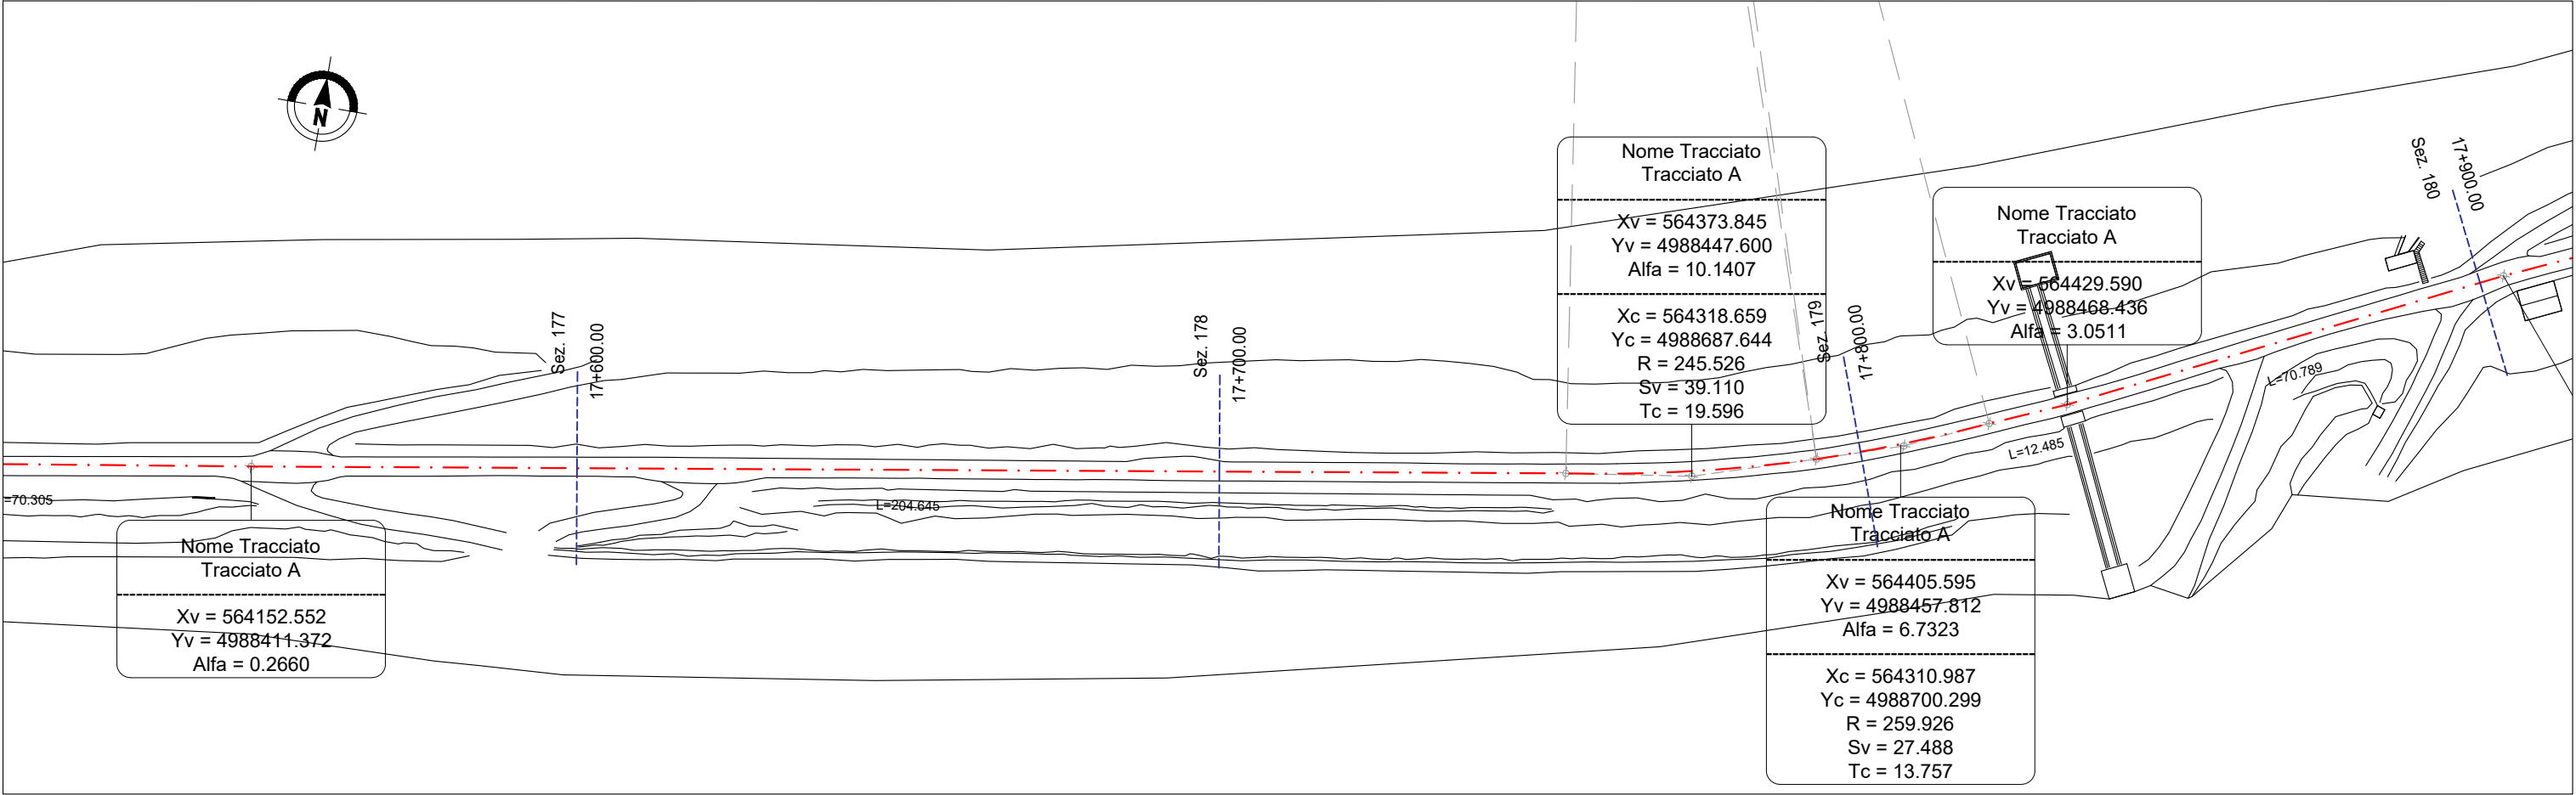 N
Sez. 177
17+600.00
Sez. 178
17+700.00
Sez. 179
17+800.00
Sez. 180
17+900.00
=70.305
L=204.645
L=12.485
L=70.789
Nome Tracciato
Tracciato A
Xv = 564152.552
Yv = 4988411.372
Alfa = 0.2660
Nome Tracciato
Tracciato A
Xv = 564373.845
Yv = 4988447.600
Alfa = 10.1407
Xc = 564318.659
Yc = 4988687.644
R = 245.526
Sv = 39.110
Tc = 19.596
Nome Tracciato
Tracciato A
Xv = 564405.595
Yv = 4988457.812
Alfa = 6.7323
Xc = 564310.987
Yc = 4988700.299
R = 259.926
Sv = 27.488
Tc = 13.757
Nome Tracciato
Tracciato A
Xv = 564429.590
Yv = 4988468.436
Alfa = 3.0511